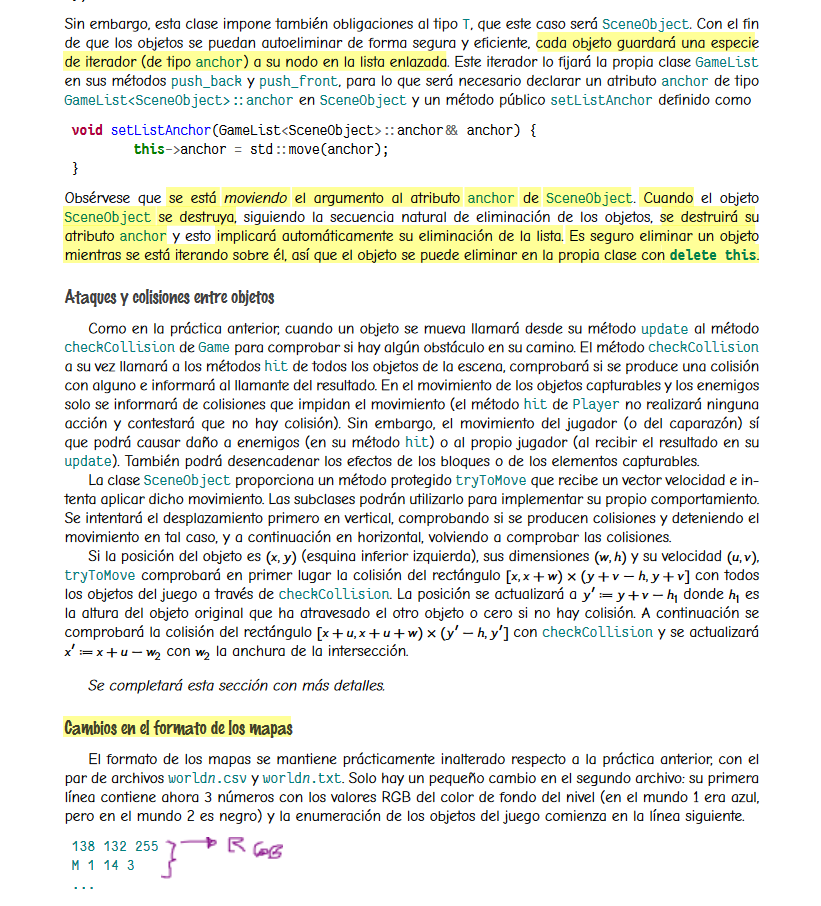 Sin embargo, esta clase impone también obligaciones al tipo T, que este caso será SceneObject. Con el fin
de que los objetos se puedan autoeliminar de forma segura y eficiente, cada objeto guardará una especie
de iterador (de tipo anchor) a su nodo en la lista enlazada. Este iterador lo fijará la propia clase GameList
en sus métodos push_back y push_front, para lo que será necesario declarar un atributo anchor de tipo
GameList<SceneObject>::anchor en SceneObject y un método público setListAnchor definido como
void setListAnchor(GameList<SceneObject>::anchor&& anchor) {
this->anchor = std::move(anchor);
}
Obsérvese que se está moviendo el argumento al atributo anchor de SceneObject. Cuando el objeto
SceneObject se destruya, siguiendo la secuencia natural de eliminación de los objetos, se destruirá su
atributo anchor y esto implicará automáticamente su eliminación de la lista. Es seguro eliminar un objeto
mientras se está iterando sobre él, así que el objeto se puede eliminar en la propia clase con delete this.
Ataques y colisiones entre objetos
Como en la práctica anterior, cuando un objeto se mueva llamará desde su método update al método
checkCollision de Game para comprobar si hay algún obstáculo en su camino. El método checkCollision
a su vez llamará a los métodos hit de todos los objetos de la escena, comprobará si se produce una colisión
con alguno e informará al llamante del resultado. En el movimiento de los objetos capturables y los enemigos
solo se informará de colisiones que impidan el movimiento (el método hit de Player no realizará ninguna
acción y contestará que no hay colisión). Sin embargo, el movimiento del jugador (o del caparazón) sí
que podrá causar daño a enemigos (en su método hit) o al propio jugador (al recibir el resultado en su
update). También podrá desencadenar los efectos de los bloques o de los elementos capturables.
La clase SceneObject proporciona un método protegido tryToMove que recibe un vector velocidad e in-
tenta aplicar dicho movimiento. Las subclases podrán utilizarlo para implementar su propio comportamiento.
Se intentará el desplazamiento primero en vertical, comprobando si se producen colisiones y deteniendo el
movimiento en tal caso, y a continuación en horizontal, volviendo a comprobar las colisiones.
Si la posición del objeto es (x, y) (esquina inferior izquierda), sus dimensiones (w, h) y su velocidad (u, v),
tryToMove comprobará en primer lugar la colisión del rectángulo [x, x + w) × (y + v − h, y + v] con todos
los objetos del juego a través de checkCollision. La posición se actualizará a y′ ≔ y + v − h₁ donde h₁ es
la altura del objeto original que ha atravesado el otro objeto o cero si no hay colisión. A continuación se
comprobará la colisión del rectángulo [x + u, x + u + w) × (y′ − h, y′] con checkCollision y se actualizará
x′ ≔ x + u − w₂ con w₂ la anchura de la intersección.
Se completará esta sección con más detalles.
Cambios en el formato de los mapas
El formato de los mapas se mantiene prácticamente inalterado respecto a la práctica anterior, con el
par de archivos worldn.csv y worldn.txt. Solo hay un pequeño cambio en el segundo archivo: su primera
línea contiene ahora 3 números con los valores RGB del color de fondo del nivel (en el mundo 1 era azul,
pero en el mundo 2 es negro) y la enumeración de los objetos del juego comienza en la línea siguiente.
138 132 255 } → RGB
M 1 14 3
...